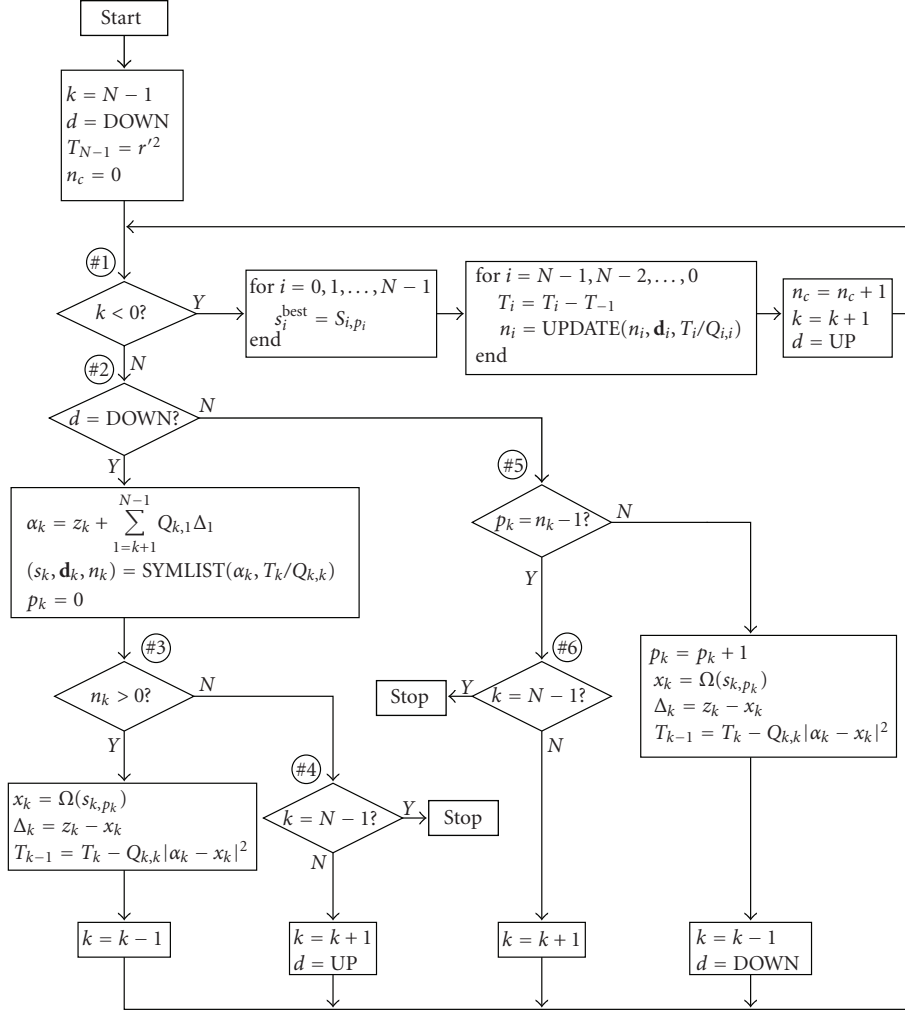 Start
k = N − 1
d = DOWN
T_{N−1} = r′²
n_c = 0
#1
k < 0?
Y
for i = 0, 1, . . . , N − 1
s_i^{best} = S_{i,p_i}
end
for i = N − 1, N − 2, . . . , 0
T_i = T_i − T_{−1}
n_i = UPDATE(n_i, d_i, T_i/Q_{i,i})
end
n_c = n_c + 1
k = k + 1
d = UP
N
#2
d = DOWN?
N
Y
α_k = z_k + ∑_{1=k+1}^{N−1} Q_{k,1}Δ_1
(s_k, d_k, n_k) = SYMLIST(α_k, T_k/Q_{k,k})
p_k = 0
#3
n_k > 0?
N
Y
x_k = Ω(s_{k,p_k})
Δ_k = z_k − x_k
T_{k−1} = T_k − Q_{k,k}|α_k − x_k|²
k = k − 1
#4
k = N − 1?
Y
Stop
N
k = k + 1
d = UP
#5
p_k = n_k − 1?
N
Y
#6
k = N − 1?
Y
Stop
N
k = k + 1
p_k = p_k + 1
x_k = Ω(s_{k,p_k})
Δ_k = z_k − x_k
T_{k−1} = T_k − Q_{k,k}|α_k − x_k|²
k = k − 1
d = DOWN